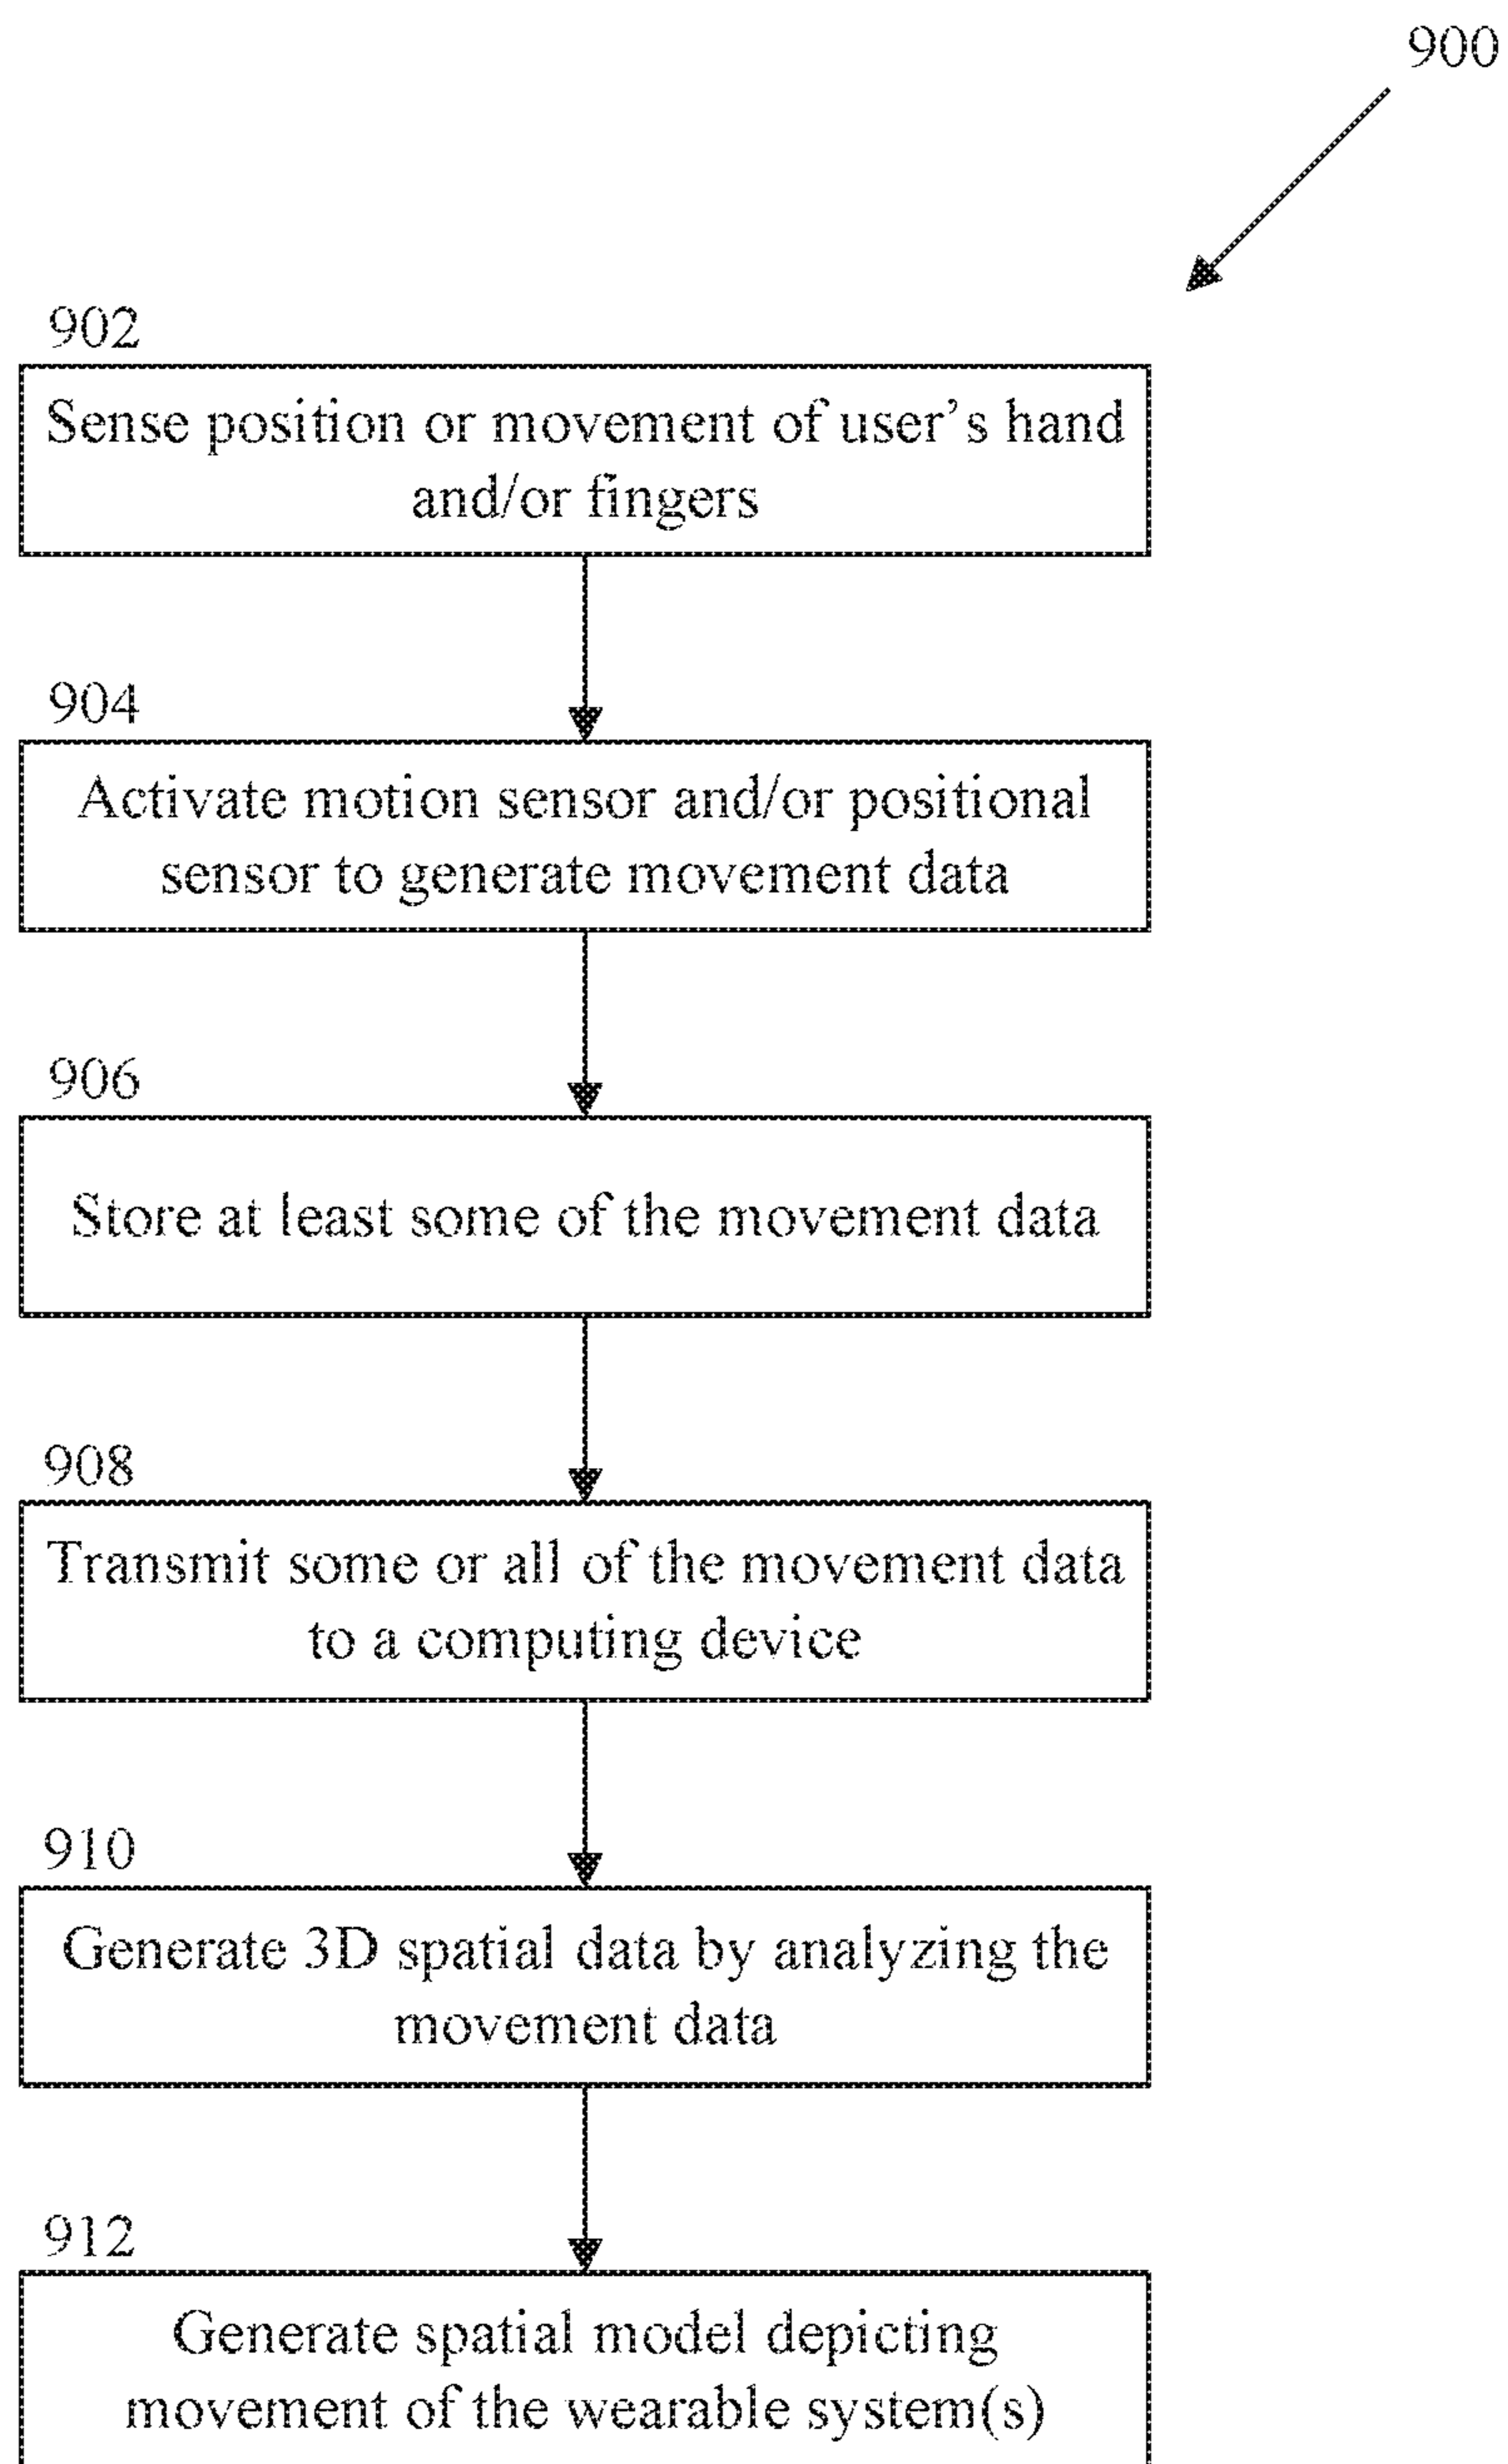 900
902
Sense position or movement of user’s hand
and/or fingers
904
Activate motion sensor and/or positional
sensor to generate movement data
906
Store at least some of the movement data
908
Transmit some or all of the movement data
to a computing device
910
Generate 3D spatial data by analyzing the
movement data
912
Generate spatial model depicting
movement of the wearable system(s)